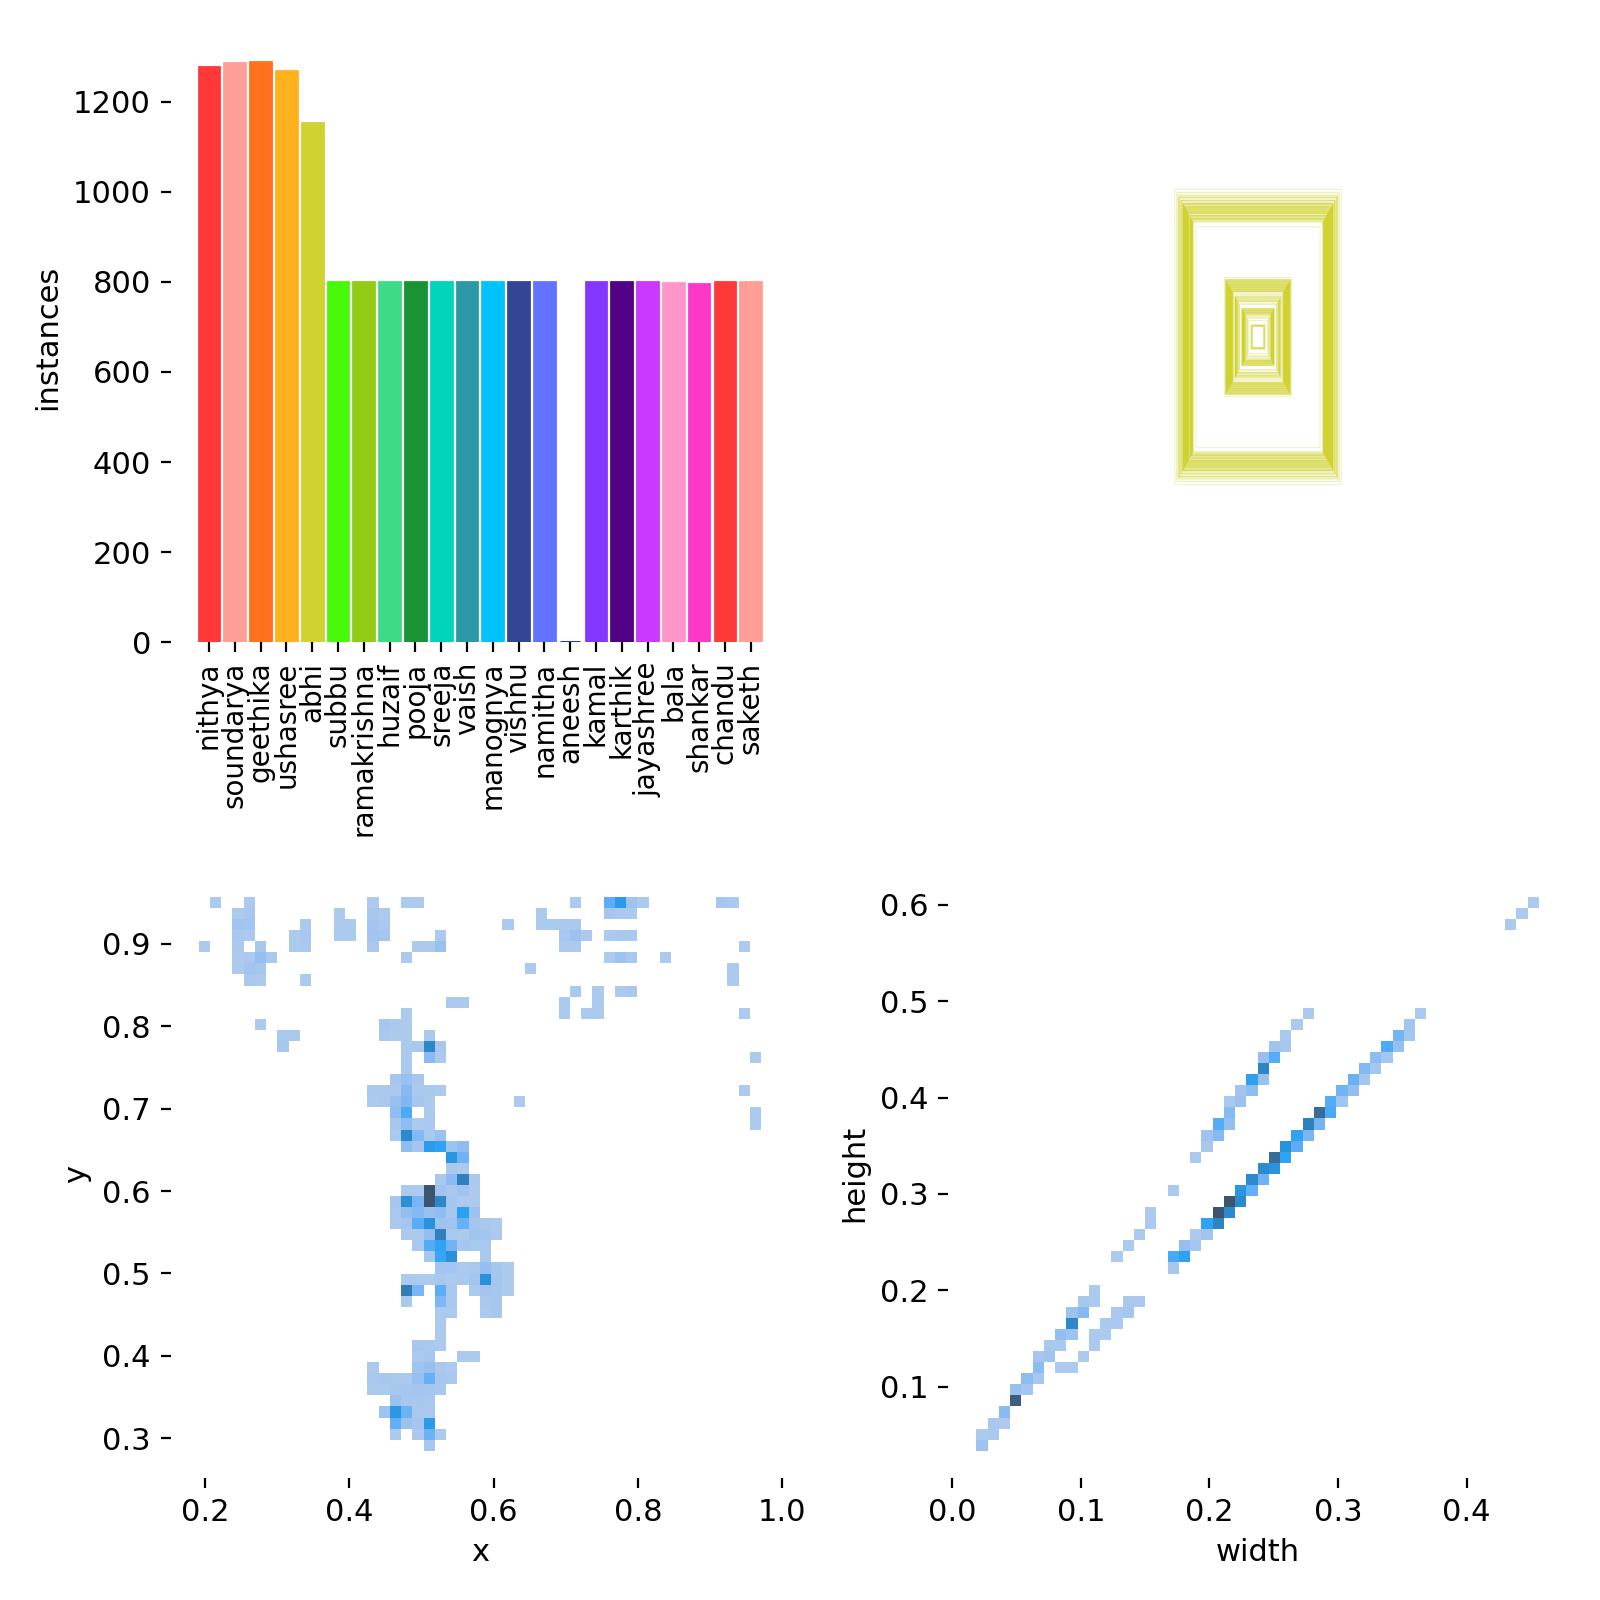 instances
1200
1000
800
600
400
200
0
nithya
soundarya
geethika
ushasree
abhi
subbu
ramakrishna
huzaif
pooja
sreeja
vaish
manognya
vishnu
namitha
aneesh
kamal
karthik
jayashree
bala
shankar
chandu
saketh
y
0.9
0.8
0.7
0.6
0.5
0.4
0.3
0.2 0.4 0.6 0.8 1.0
x
height
0.6
0.5
0.4
0.3
0.2
0.1
0.0 0.1 0.2 0.3 0.4
width